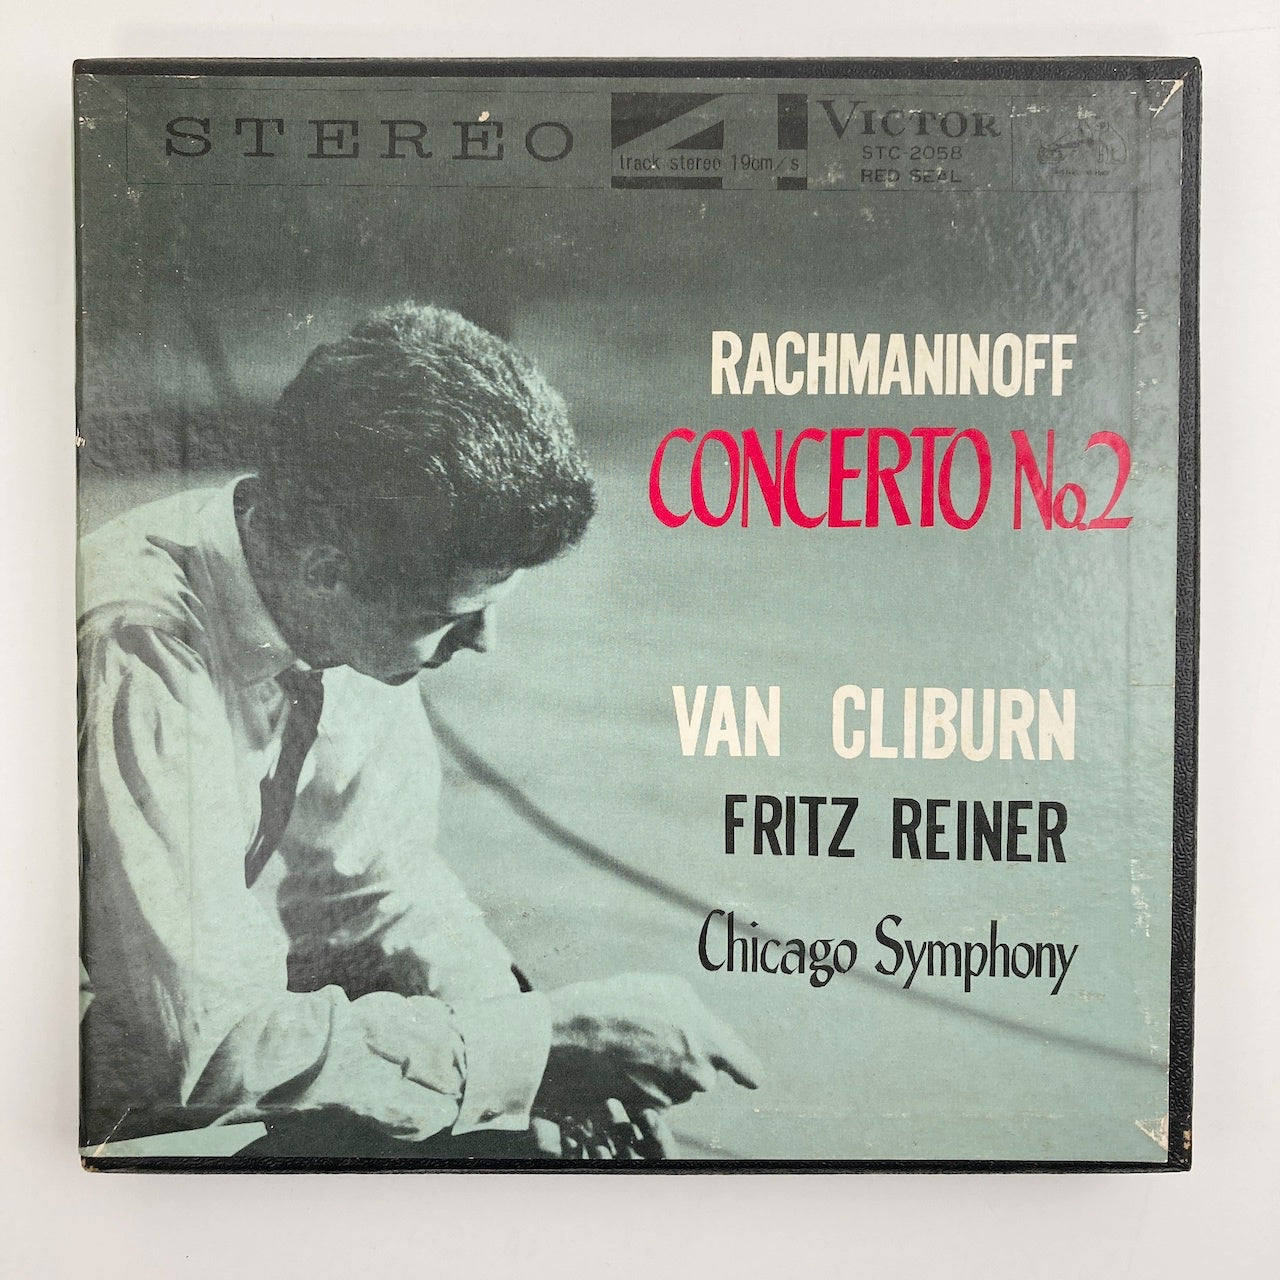 STEREO
4
track stereo 19cm/s
VICTOR
STC-2058
RED SEAL
RACHMANINOFF
CONCERTO No.2
VAN CLIBURN
FRITZ REINER
Chicago Symphony